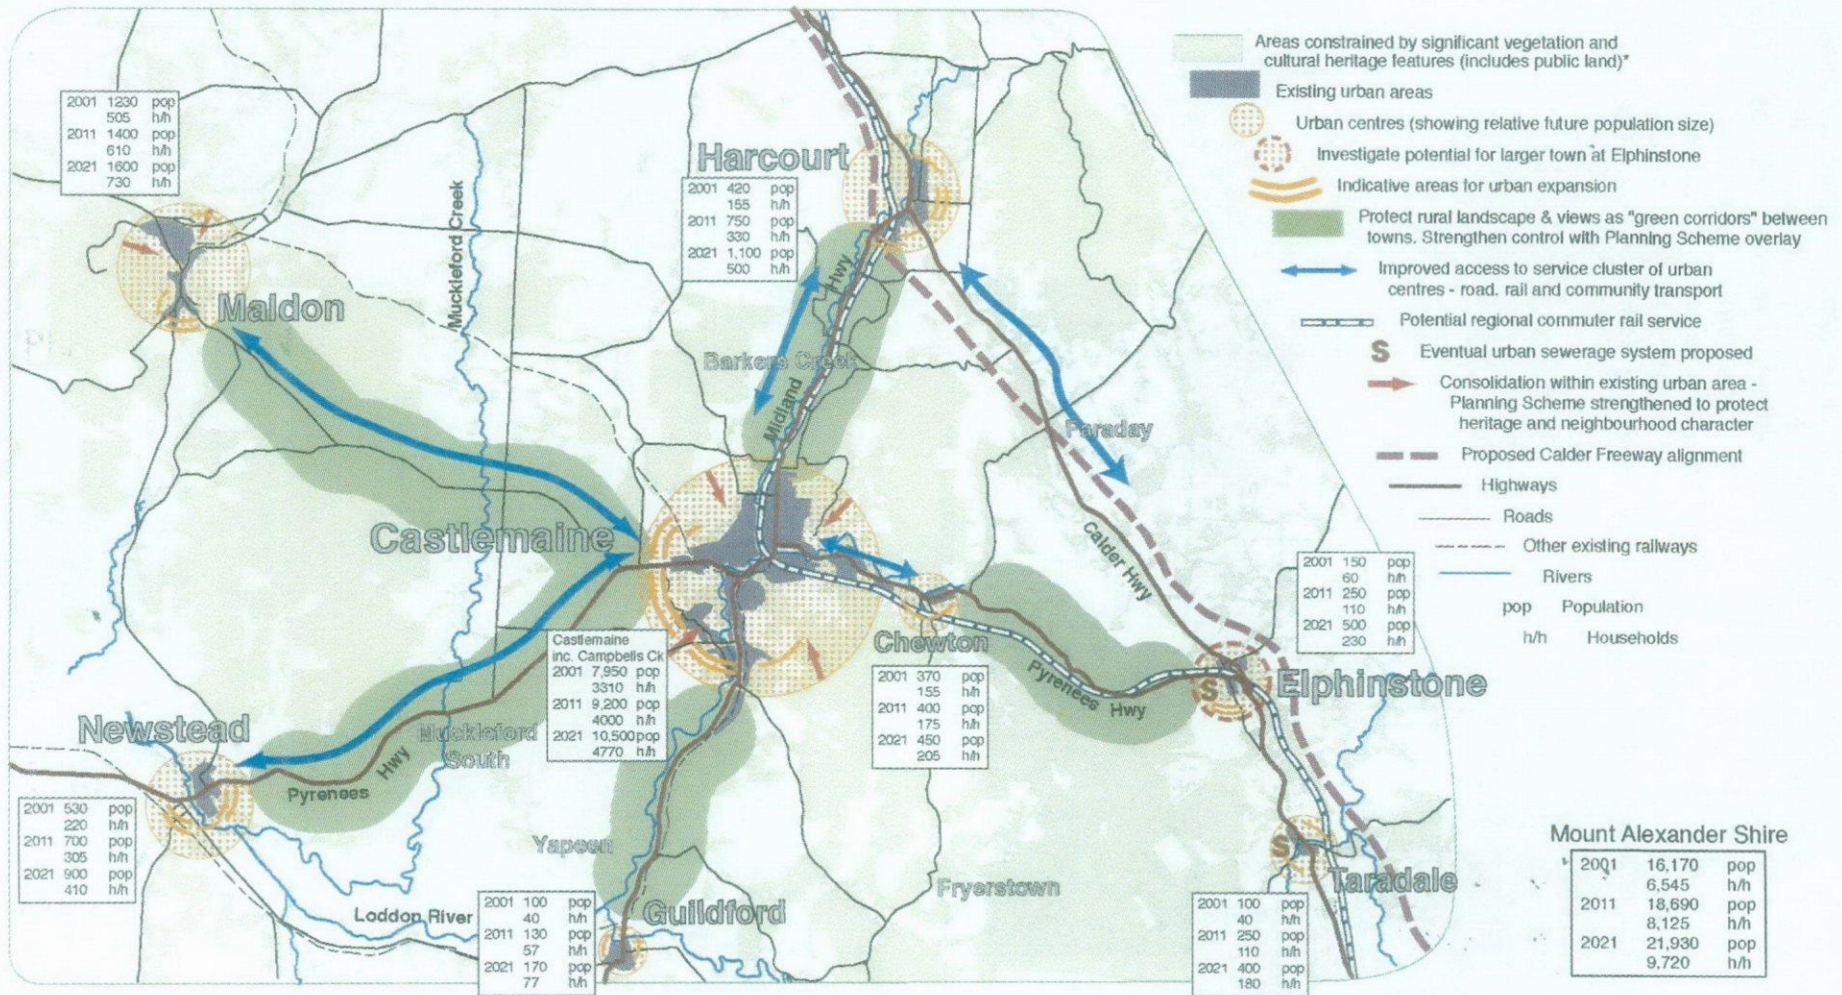 Areas constrained by significant vegetation and
cultural heritage features (includes public land)*
Existing urban areas
Urban centres (showing relative future population size)
Investigate potential for larger town at Elphinstone
Indicative areas for urban expansion
Protect rural landscape & views as "green corridors" between
towns. Strengthen control with Planning Scheme overlay
Improved access to service cluster of urban
centres - road. rail and community transport
Potential regional commuter rail service
S Eventual urban sewerage system proposed
Consolidation within existing urban area -
Planning Scheme strengthened to protect
heritage and neighbourhood character
Proposed Calder Freeway alignment
Highways
Roads
Other existing railways
Rivers
pop Population
h/h Households
2001 1230 pop
505 h/h
2011 1400 pop
610 h/h
2021 1600 pop
730 h/h
Maldon
Muckleford Creek
Harcourt
2001 420 pop
155 h/h
2011 750 pop
330 h/h
2021 1,100 pop
500 h/h
Hwy
Midland
Barkers Creek
Faraday
Calder Hwy
Castlemaine
Castlemaine
inc. Campbells Ck
2001 7,950 pop
3310 h/h
2011 9,200 pop
4000 h/h
2021 10,500 pop
4770 h/h
Chewton
2001 370 pop
155 h/h
2011 400 pop
175 h/h
2021 450 pop
205 h/h
Pyrenees
Hwy
2001 150 pop
60 h/h
2011 250 pop
110 h/h
2021 500 pop
230 h/h
S
Elphinstone
Newstead
Muckleford
South
Hwy
Pyrenees
2001 530 pop
220 h/h
2011 700 pop
305 h/h
2021 900 pop
410 h/h
Yapeen
Loddon River
2001 100 pop
40 h/h
2011 130 pop
57 h/h
2021 170 pop
77 h/h
Guildford
Fryerstown
S
Taradale
2001 100 pop
40 h/h
2011 250 pop
110 h/h
2021 400 pop
180 h/h
Mount Alexander Shire
2001 16,170 pop
6,545 h/h
2011 18,690 pop
8,125 h/h
2021 21,930 pop
9,720 h/h